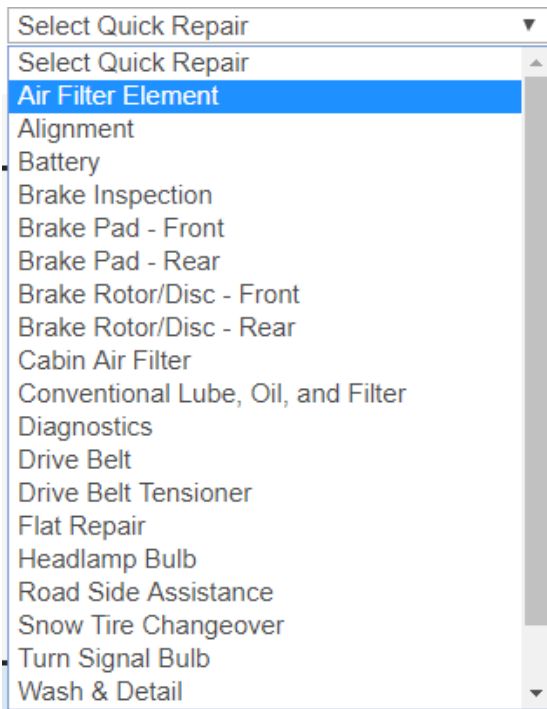 Select Quick Repair
Select Quick Repair
Air Filter Element
Alignment
Battery
Brake Inspection
Brake Pad - Front
Brake Pad - Rear
Brake Rotor/Disc - Front
Brake Rotor/Disc - Rear
Cabin Air Filter
Conventional Lube, Oil, and Filter
Diagnostics
Drive Belt
Drive Belt Tensioner
Flat Repair
Headlamp Bulb
Road Side Assistance
Snow Tire Changeover
Turn Signal Bulb
Wash & Detail